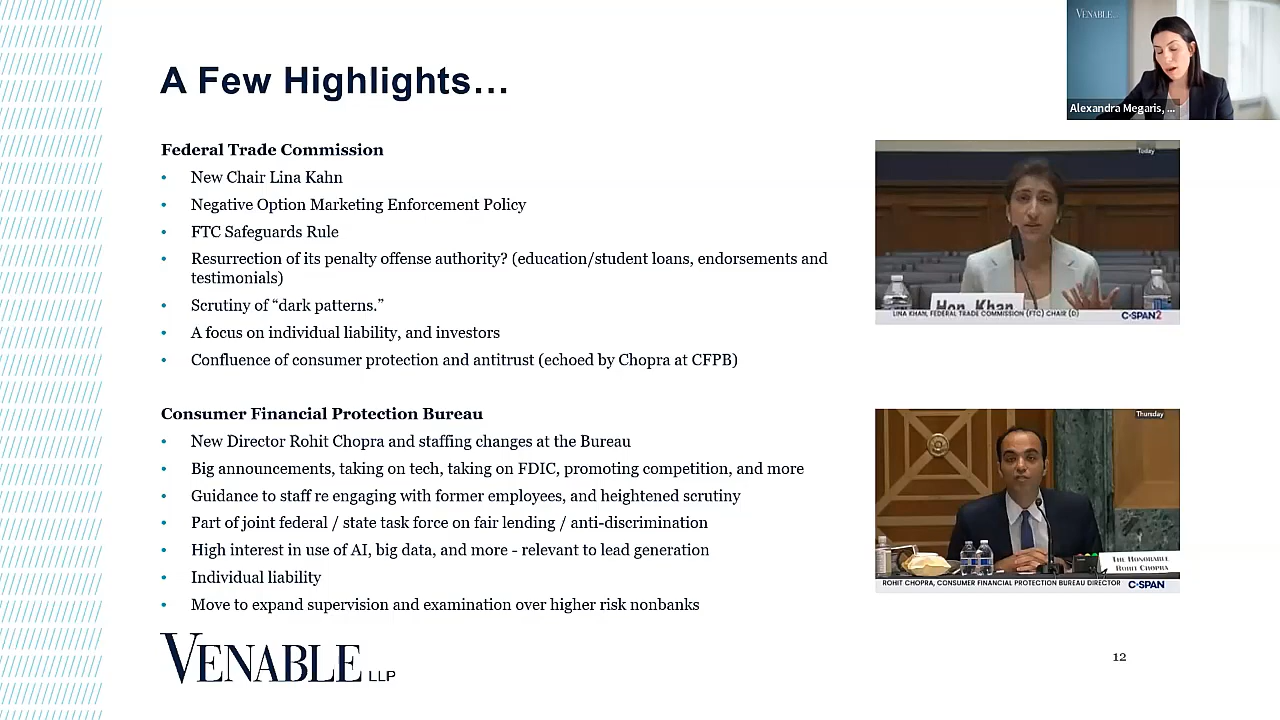 VENABLE
Alexandra Megaris, ...
A Few Highlights...
Federal Trade Commission
• New Chair Lina Kahn
• Negative Option Marketing Enforcement Policy
• FTC Safeguards Rule
• Resurrection of its penalty offense authority? (education/student loans, endorsements and
testimonials)
• Scrutiny of “dark patterns.”
• A focus on individual liability, and investors
• Confluence of consumer protection and antitrust (echoed by Chopra at CFPB)
Today
Hon. Khan
LINA KHAN, FEDERAL TRADE COMMISSION (FTC) CHAIR (D)
C-SPAN2
Consumer Financial Protection Bureau
• New Director Rohit Chopra and staffing changes at the Bureau
• Big announcements, taking on tech, taking on FDIC, promoting competition, and more
• Guidance to staff re engaging with former employees, and heightened scrutiny
• Part of joint federal / state task force on fair lending / anti-discrimination
• High interest in use of AI, big data, and more - relevant to lead generation
• Individual liability
• Move to expand supervision and examination over higher risk nonbanks
Thursday
THE HONORABLE
ROHIT CHOPRA
ROHIT CHOPRA, CONSUMER FINANCIAL PROTECTION BUREAU DIRECTOR
C-SPAN
VENABLE LLP
12